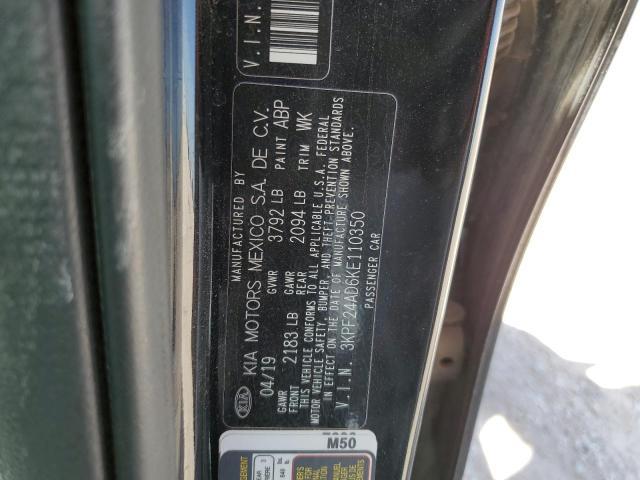 V.I.N.
MANUFACTURED BY
KIA KIA MOTORS MEXICO S.A. DE C.V.
04/19 GVWR 3792 LB PAINT ABP
GAWR FRONT 2183 LB GAWR REAR 2094 LB TRIM WK
THIS VEHICLE CONFORMS TO ALL APPLICABLE U.S.A. FEDERAL
MOTOR VEHICLE SAFETY, BUMPER, AND THEFT-PREVENTION STANDARDS
IN EFFECT ON THE DATE OF MANUFACTURE SHOWN ABOVE.
V.I.N. 3KPF24AD6KE110350
PASSENGER CAR
M50